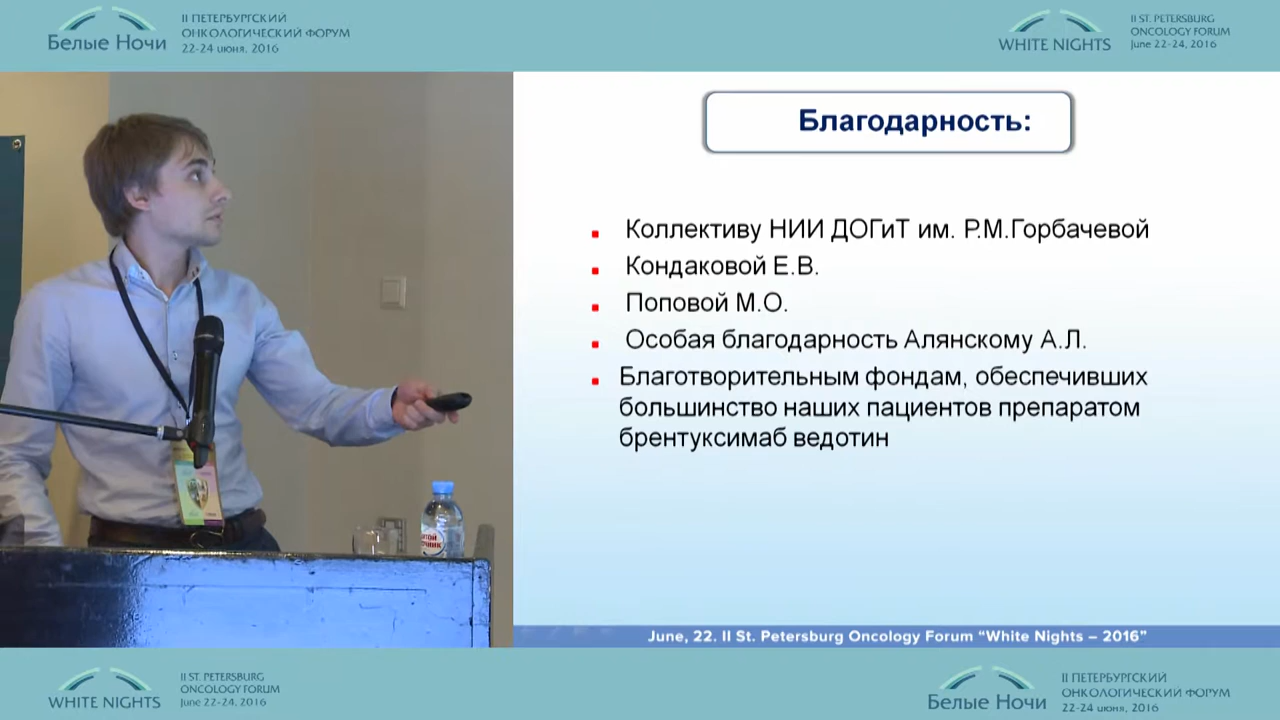 Белые Ночи
II ПЕТЕРБУРГСКИЙ
ОНКОЛОГИЧЕСКИЙ ФОРУМ
22-24 июня, 2016
WHITE NIGHTS
II ST. PETERSBURG
ONCOLOGY FORUM
June 22-24, 2016
Благодарность:
Коллективу НИИ ДОГиТ им. Р.М.Горбачевой
Кондаковой Е.В.
Поповой М.О.
Особая благодарность Алянскому А.Л.
Благотворительным фондам, обеспечивших
большинство наших пациентов препаратом
брентуксимаб ведотин
June, 22. II St. Petersburg Oncology Forum “White Nights – 2016”
WHITE NIGHTS
II ST. PETERSBURG
ONCOLOGY FORUM
June 22-24, 2016
Белые Ночи
II ПЕТЕРБУРГСКИЙ
ОНКОЛОГИЧЕСКИЙ ФОРУМ
22-24 июня, 2016